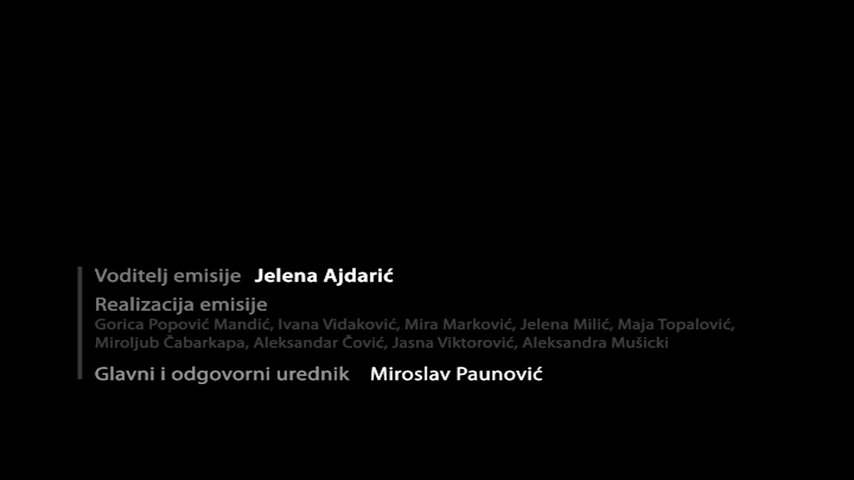 Voditelj emisije Jelena Ajdarić
Realizacija emisije
Gorica Popović Mandić, Ivana Vidaković, Mira Marković, Jelena Milić, Maja Topalović,
Miroljub Čabarkapa, Aleksandar Čović, Jasna Viktorović, Aleksandra Mušicki
Glavni i odgovorni urednik Miroslav Paunović